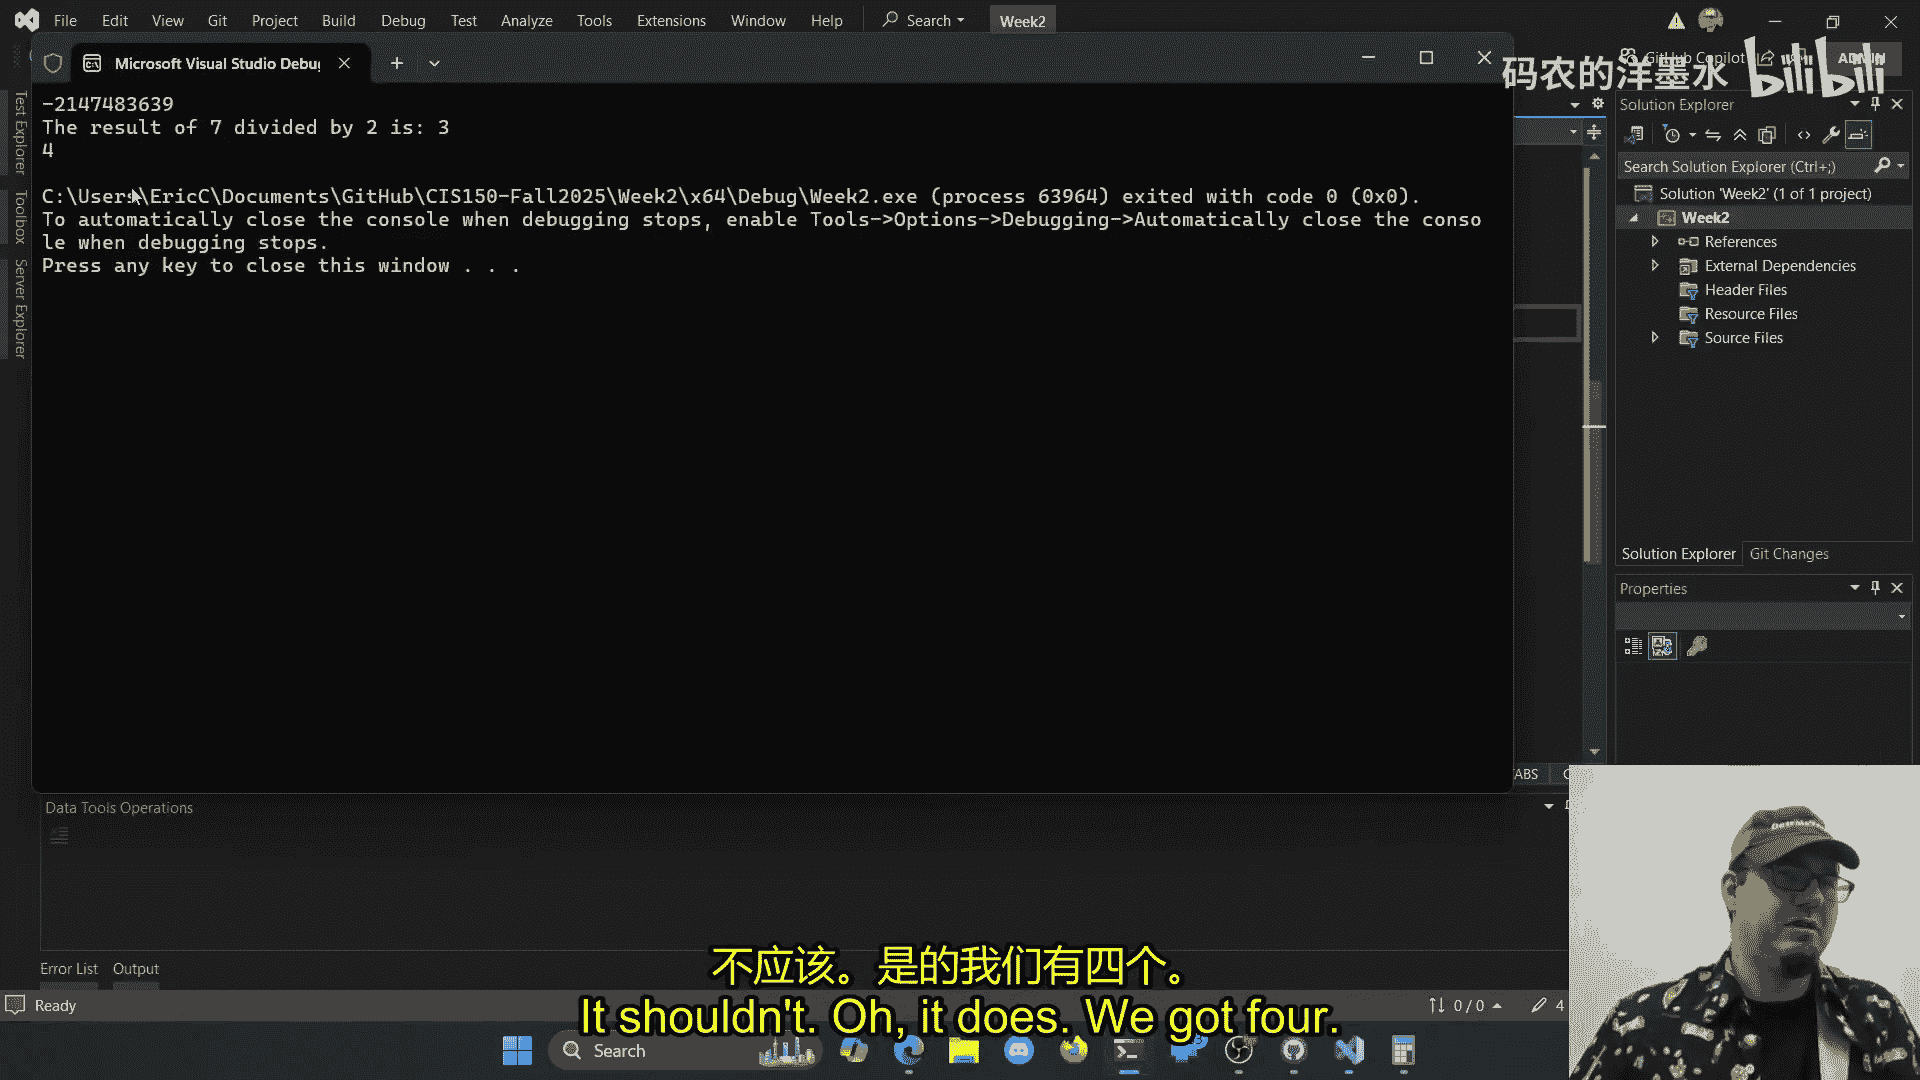 File Edit View Git Project Build Debug Test Analyze Tools Extensions Window Help Search Week2
Microsoft Visual Studio Debu
GitHub Copilot
码农的洋墨水 bilibili
Test Explorer
Toolbox
Server Explorer
-2147483639
The result of 7 divided by 2 is: 3
4
C:\Users\EricC\Documents\GitHub\CIS150-Fall2025\Week2\x64\Debug\Week2.exe (process 63964) exited with code 0 (0x0).
To automatically close the console when debugging stops, enable Tools->Options->Debugging->Automatically close the conso
le when debugging stops.
Press any key to close this window . . .
Solution Explorer
Search Solution Explorer (Ctrl+;)
Solution 'Week2' (1 of 1 project)
Week2
References
External Dependencies
Header Files
Resource Files
Source Files
Solution Explorer Git Changes
Properties
TABS
Data Tools Operations
Error List Output
Ready
0 / 0
4
不应该。是的我们有四个。
It shouldn't. Oh, it does. We got four.
Search